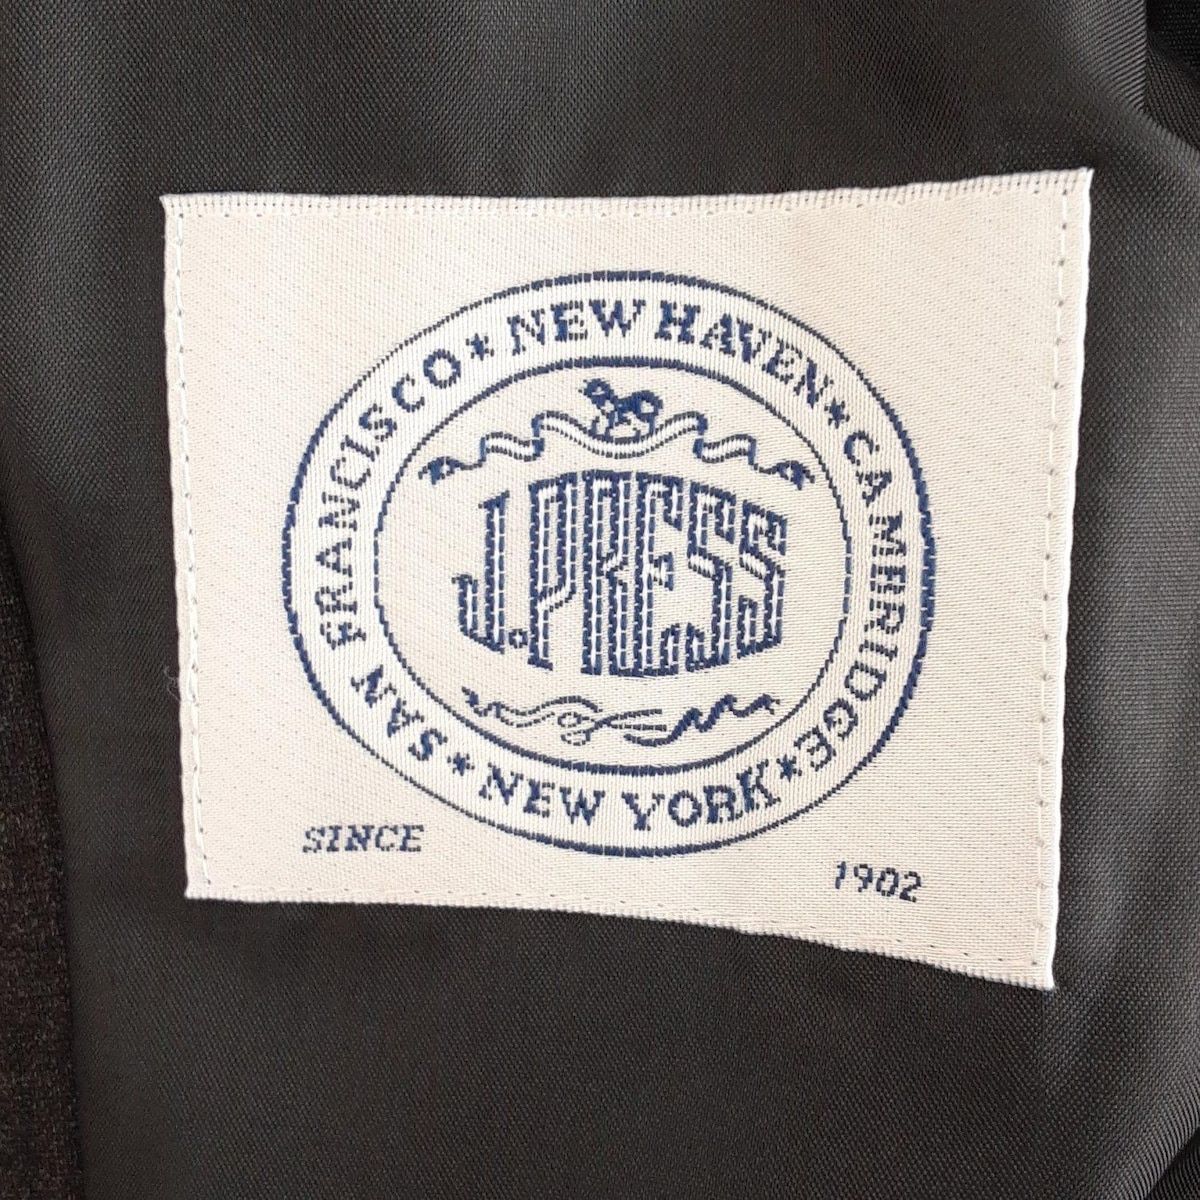 SAN FRANCISCO * NEW HAVEN * CAMBRIDGE * NEW YORK *
J.PRESS
SINCE 1902